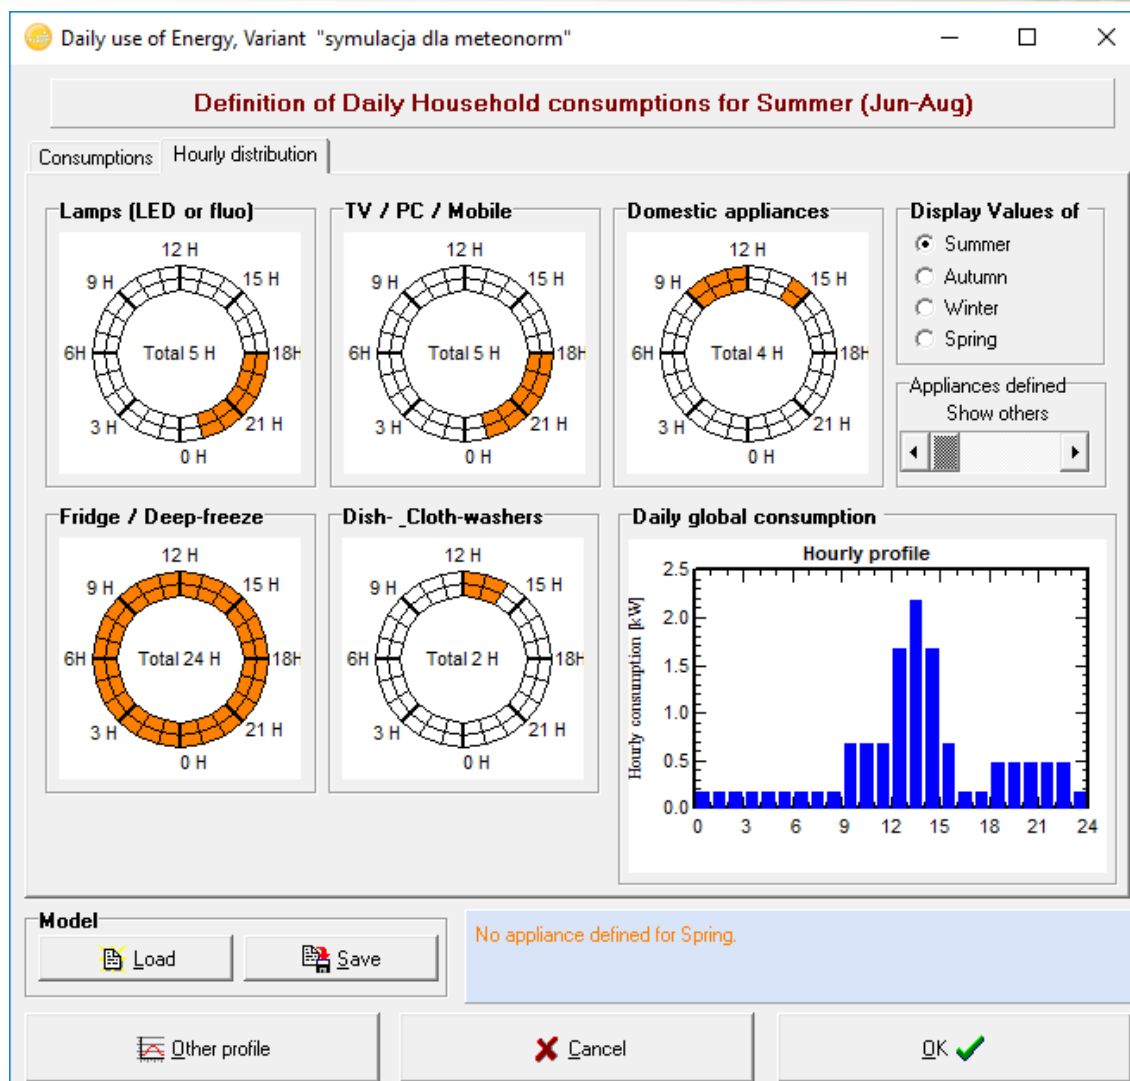 Daily use of Energy, Variant "symulacja dla meteonorm"
Definition of Daily Household consumptions for Summer (Jun-Aug)
Consumptions
Hourly distribution
Lamps (LED or fluo)
12 H
9 H
15 H
6H
Total 5 H
18H
3 H
21 H
0 H
TV / PC / Mobile
12 H
9 H
15 H
6H
Total 5 H
18H
3 H
21 H
0 H
Domestic appliances
12 H
9 H
15 H
6H
Total 4 H
18H
3 H
21 H
0 H
Display Values of
Summer
Autumn
Winter
Spring
Appliances defined
Show others
Fridge / Deep-freeze
12 H
9 H
15 H
6H
Total 24 H
18H
3 H
21 H
0 H
Dish- _Cloth-washers
12 H
9 H
15 H
6H
Total 2 H
18H
3 H
21 H
0 H
Daily global consumption
Hourly profile
Hourly consumption [kW]
2.5
2.0
1.5
1.0
0.5
0.0
0 3 6 9 12 15 18 21 24
Model
Load
Save
No appliance defined for Spring.
Other profile
Cancel
OK